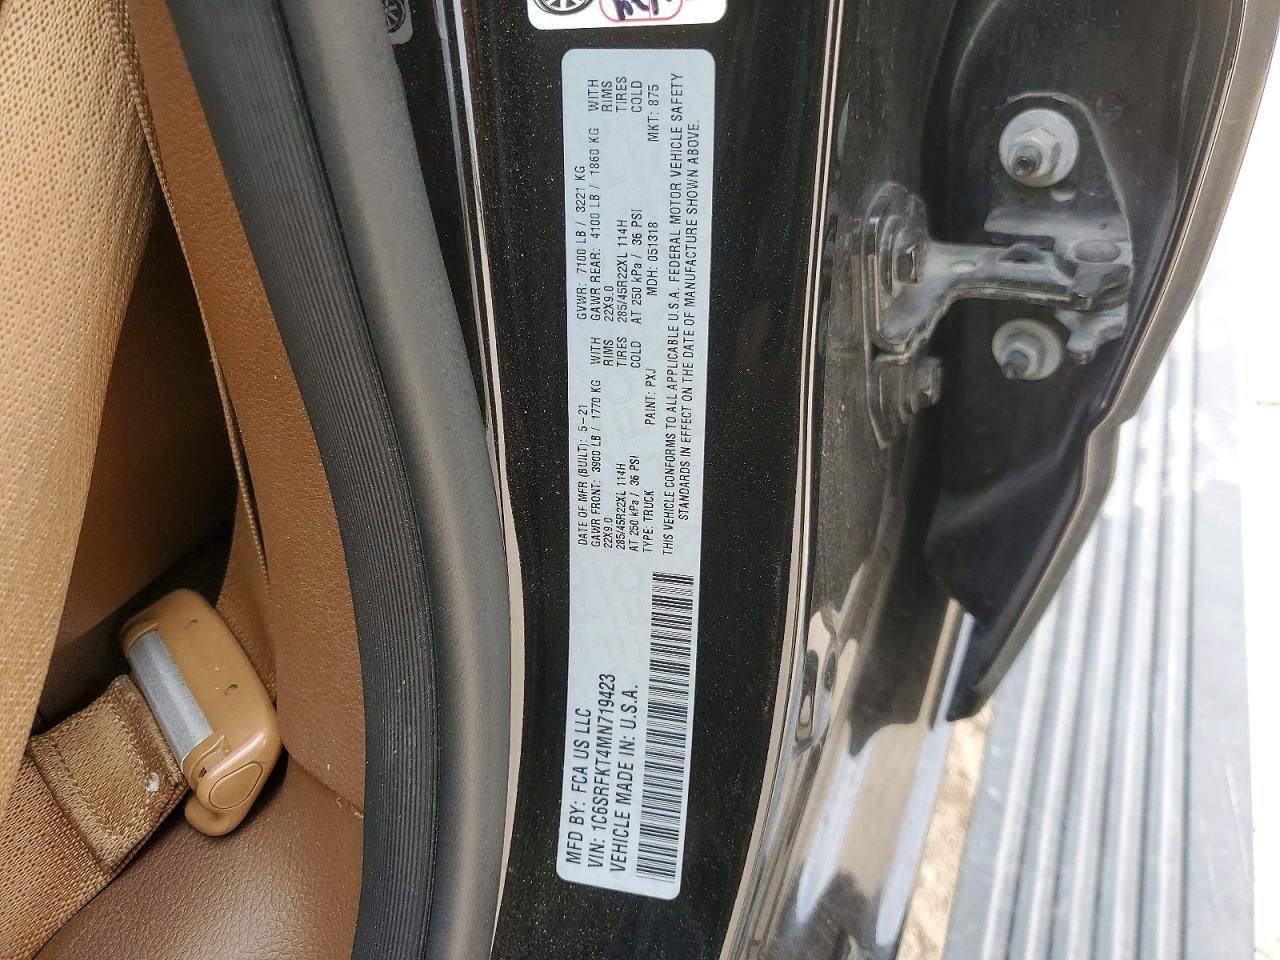 MFD BY: FCA US LLC
VIN: 1C6SRFKT4MN719423
VEHICLE MADE IN: U.S.A.
DATE OF MFR (BUILT): 5-21 GVWR: 7100 LB / 3221 KG
GAWR FRONT: 3900 LB / 1770 KG WITH GAWR REAR: 4100 LB / 1860 KG WITH
22X9.0 RIMS 22X9.0 RIMS
285/45R22XL 114H TIRES 285/45R22XL 114H TIRES
AT 250 kPa / 36 PSI COLD AT 250 kPa / 36 PSI COLD
TYPE: TRUCK PAINT: PXJ MDH: 051318 MKT: 875
THIS VEHICLE CONFORMS TO ALL APPLICABLE U.S.A. FEDERAL MOTOR VEHICLE SAFETY
STANDARDS IN EFFECT ON THE DATE OF MANUFACTURE SHOWN ABOVE.